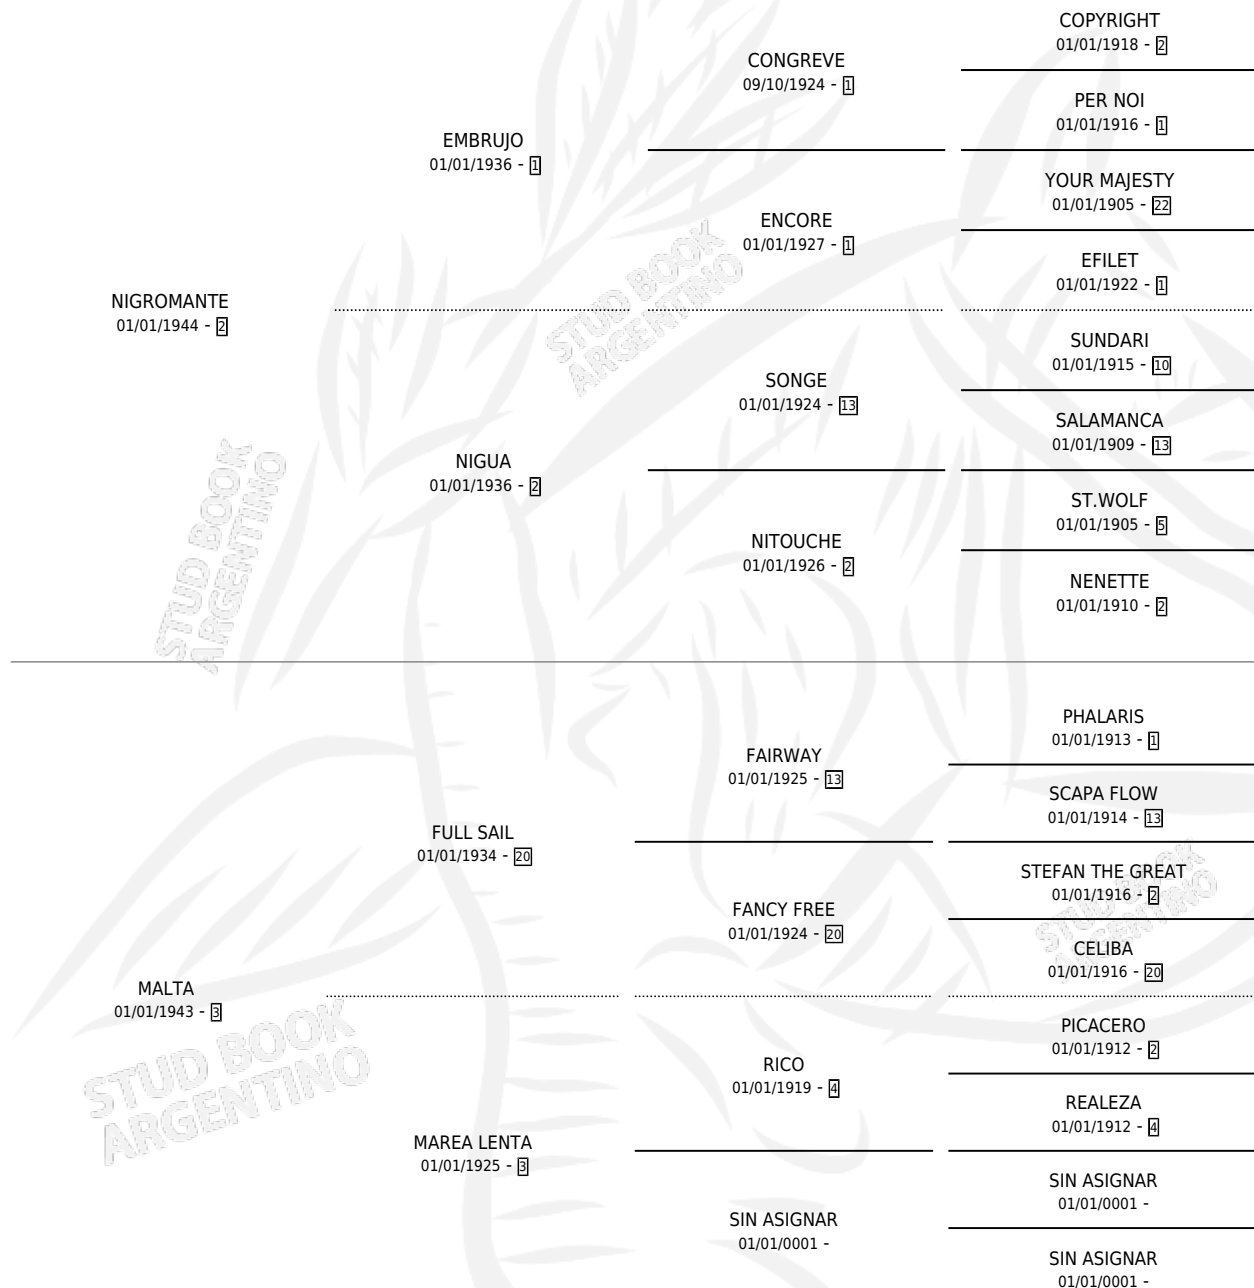 COPYRIGHT
01/01/1918 - 2
CONGREVE
09/10/1924 - 1
PER NOI
01/01/1916 - 1
EMBRUJO
01/01/1936 - 1
YOUR MAJESTY
01/01/1905 - 22
ENCORE
01/01/1927 - 1
EFILET
01/01/1922 - 1
NIGROMANTE
01/01/1944 - 2
SUNDARI
01/01/1915 - 10
SONGE
01/01/1924 - 13
SALAMANCA
01/01/1909 - 13
NIGUA
01/01/1936 - 2
ST.WOLF
01/01/1905 - 5
NITOUCHE
01/01/1926 - 2
NENETTE
01/01/1910 - 2
PHALARIS
01/01/1913 - 1
FAIRWAY
01/01/1925 - 13
SCAPA FLOW
01/01/1914 - 13
FULL SAIL
01/01/1934 - 20
STEFAN THE GREAT
01/01/1916 - 2
FANCY FREE
01/01/1924 - 20
CELIBA
01/01/1916 - 20
MALTA
01/01/1943 - 3
PICACERO
01/01/1912 - 2
RICO
01/01/1919 - 4
REALEZA
01/01/1912 - 4
MAREA LENTA
01/01/1925 - 3
SIN ASIGNAR
01/01/0001 -
SIN ASIGNAR
01/01/0001 -
SIN ASIGNAR
01/01/0001 -
STUD BOOK
ARGENTINO
STUD BOOK
ARGENTINO
STUD BOOK
ARGENTINO
STUD BOOK
ARGENTINO